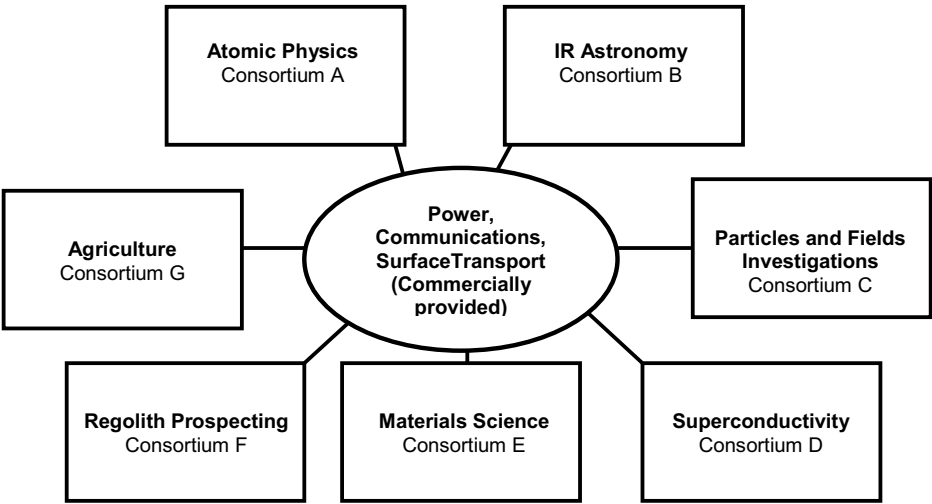 Atomic Physics
Consortium A
IR Astronomy
Consortium B
Agriculture
Consortium G
Power,
Communications,
SurfaceTransport
(Commercially
provided)
Particles and Fields
Investigations
Consortium C
Regolith Prospecting
Consortium F
Materials Science
Consortium E
Superconductivity
Consortium D